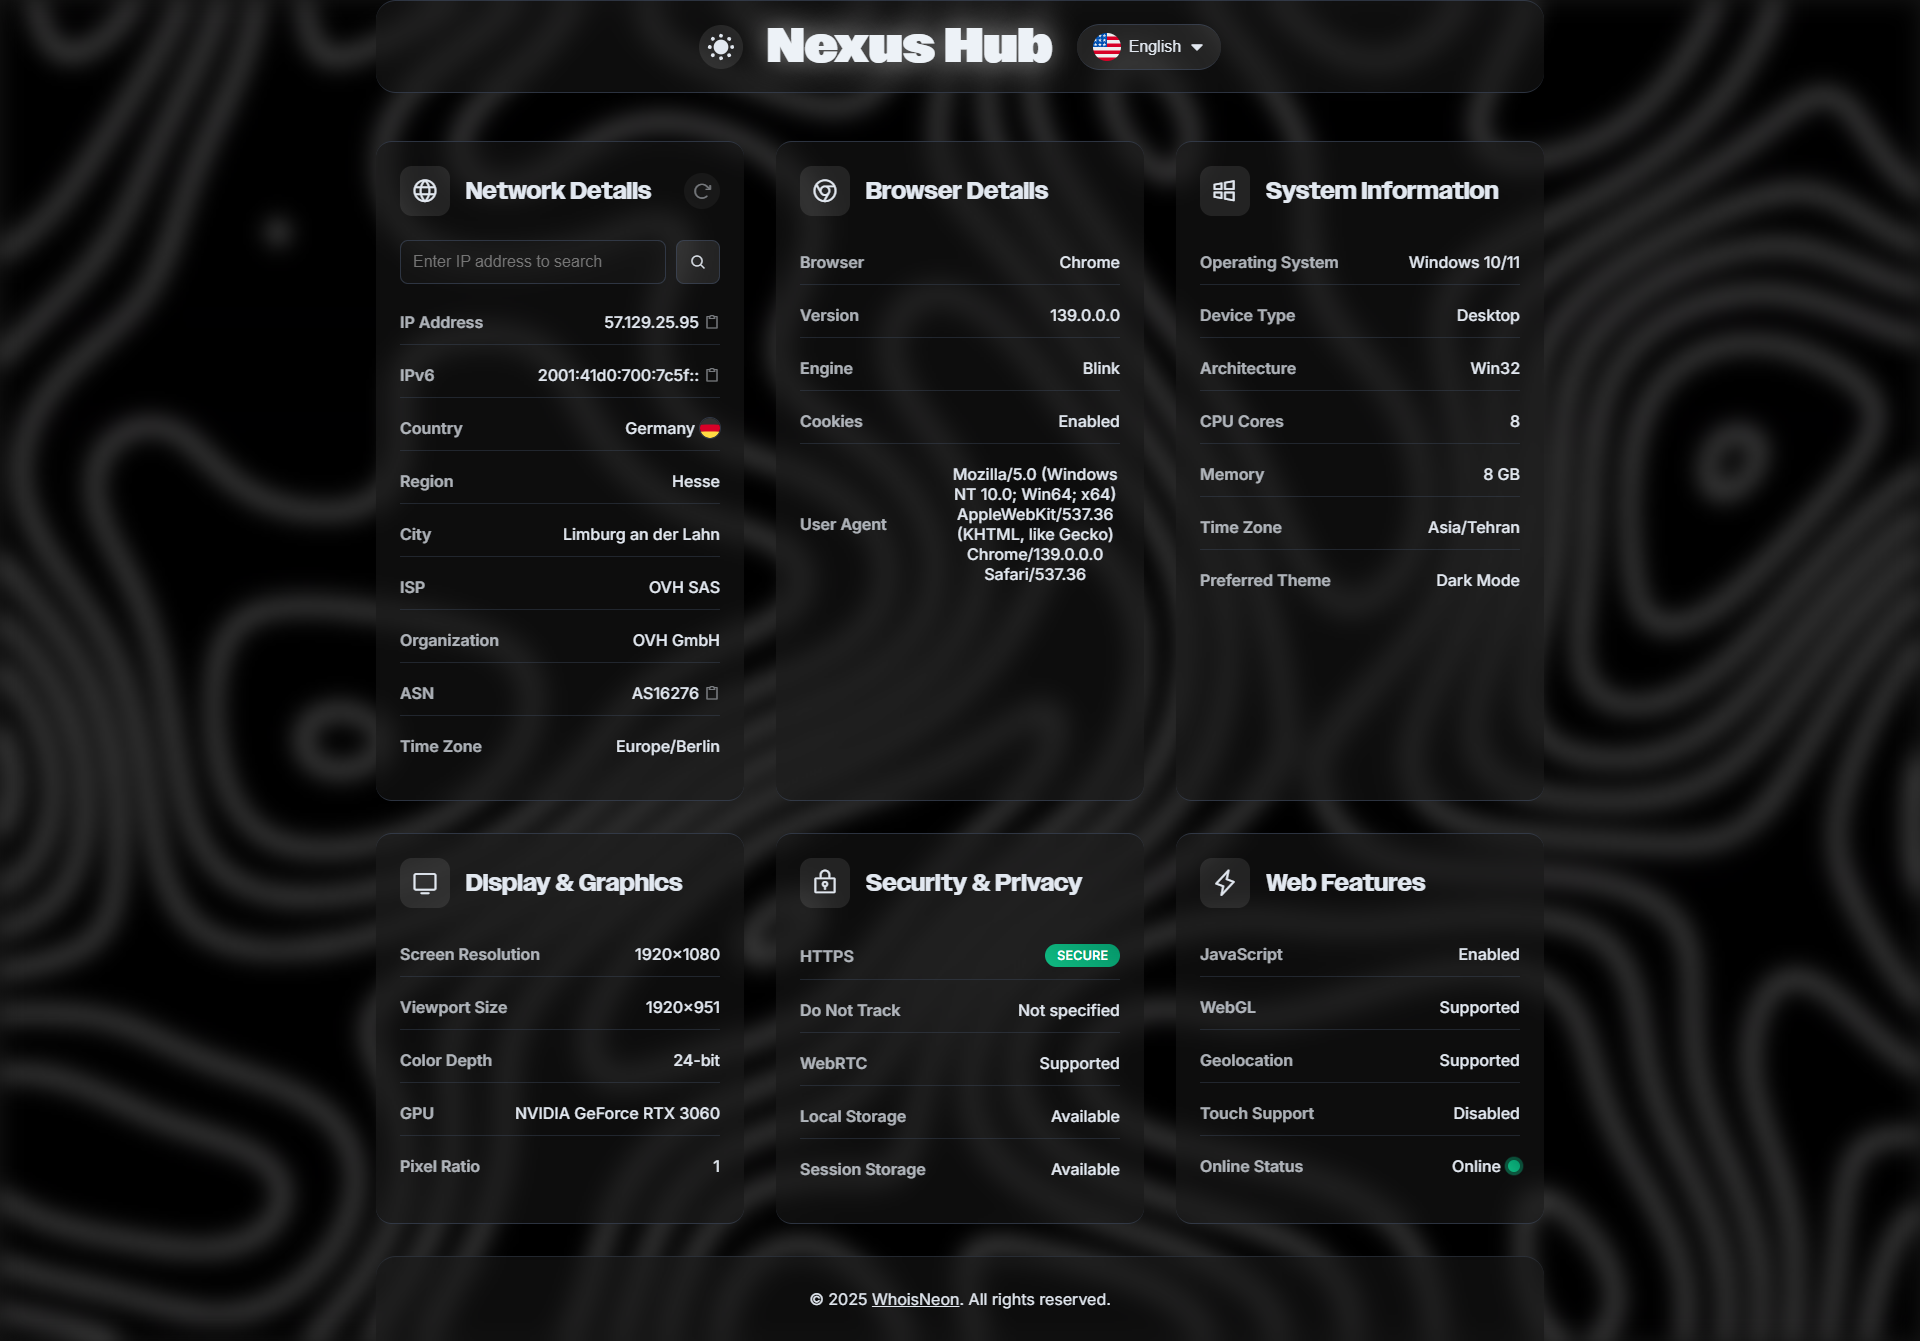 Nexus Hub
English
Network Details
Enter IP address to search
IP Address 57.129.25.95
IPv6 2001:41d0:700:7c5f::
Country Germany
Region Hesse
City Limburg an der Lahn
ISP OVH SAS
Organization OVH GmbH
ASN AS16276
Time Zone Europe/Berlin
Browser Details
Browser Chrome
Version 139.0.0.0
Engine Blink
Cookies Enabled
User Agent
Mozilla/5.0 (Windows
NT 10.0; Win64; x64)
AppleWebKit/537.36
(KHTML, like Gecko)
Chrome/139.0.0.0
Safari/537.36
System Information
Operating System Windows 10/11
Device Type Desktop
Architecture Win32
CPU Cores 8
Memory 8 GB
Time Zone Asia/Tehran
Preferred Theme Dark Mode
Display & Graphics
Screen Resolution 1920×1080
Viewport Size 1920×951
Color Depth 24-bit
GPU NVIDIA GeForce RTX 3060
Pixel Ratio 1
Security & Privacy
HTTPS SECURE
Do Not Track Not specified
WebRTC Supported
Local Storage Available
Session Storage Available
Web Features
JavaScript Enabled
WebGL Supported
Geolocation Supported
Touch Support Disabled
Online Status Online
© 2025 WhoisNeon. All rights reserved.